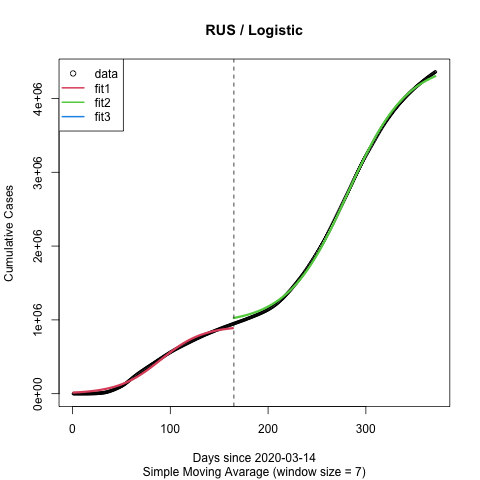 RUS / Logistic
data
fit1
fit2
fit3
Cumulative Cases
4e+06
3e+06
2e+06
1e+06
0e+00
0 100 200 300
Days since 2020-03-14
Simple Moving Avarage (window size = 7)